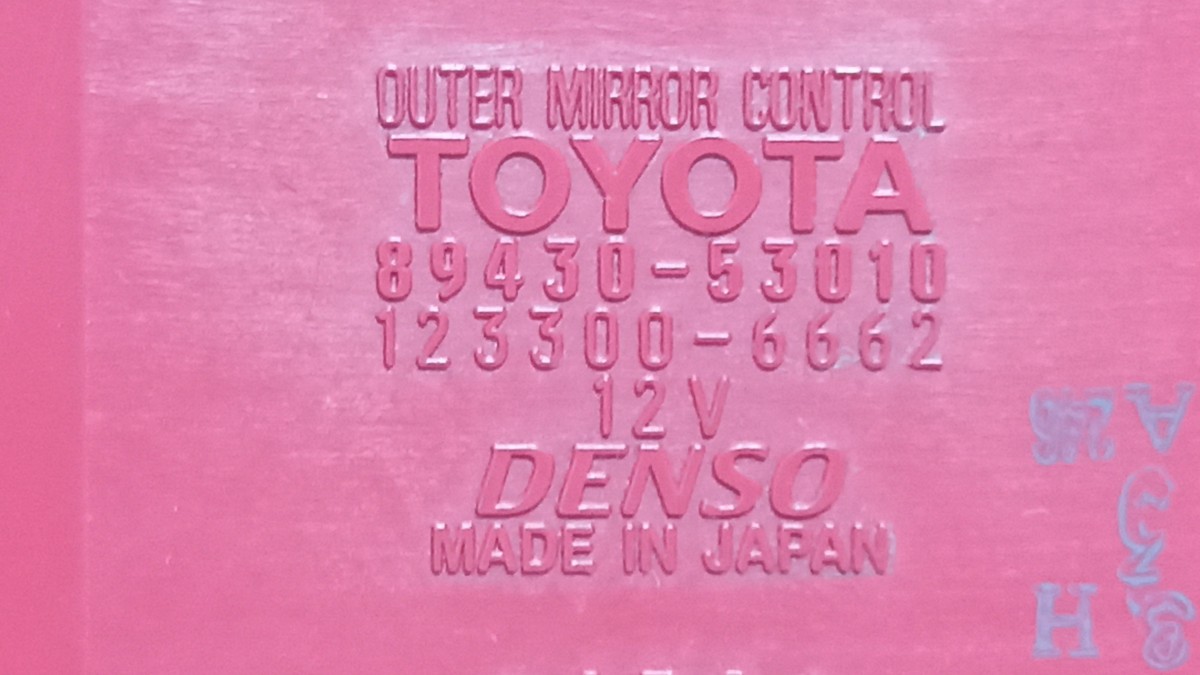 OUTER MIRROR CONTROL
TOYOTA
89430-53010
123300-6662
12V
DENSO
MADE IN JAPAN
A
H